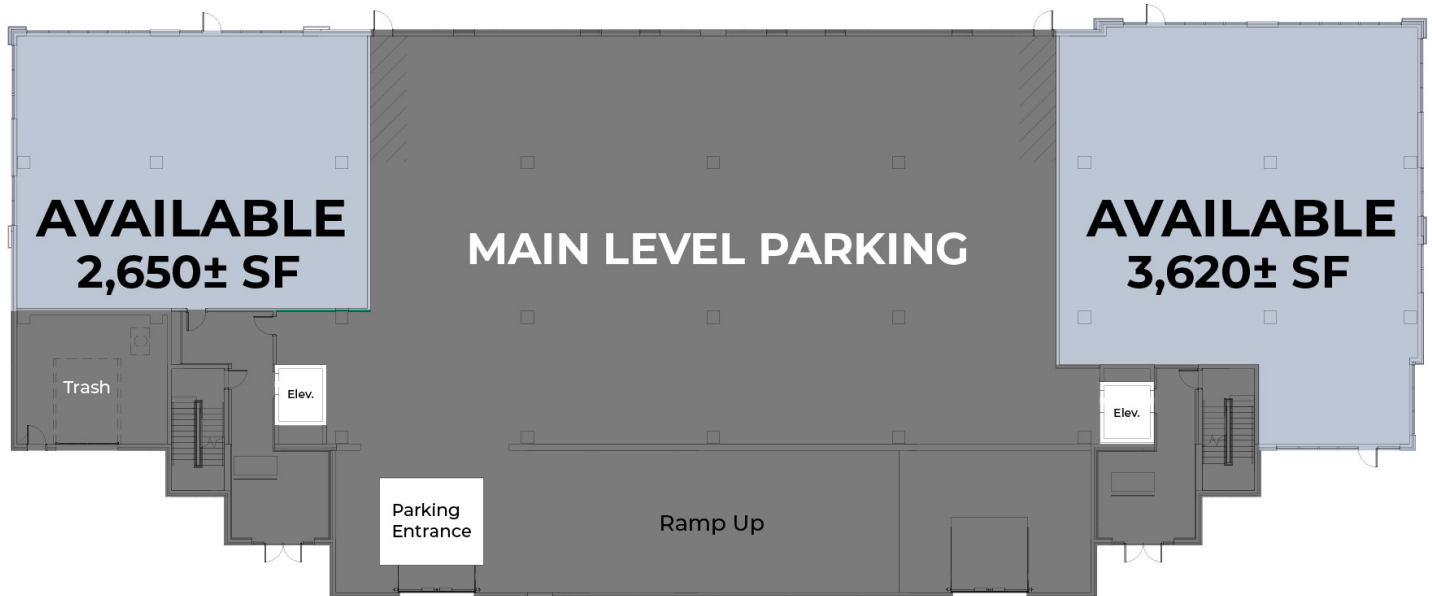 AVAILABLE
2,650± SF
MAIN LEVEL PARKING
AVAILABLE
3,620± SF
Trash
Elev.
Elev.
Parking
Entrance
Ramp Up